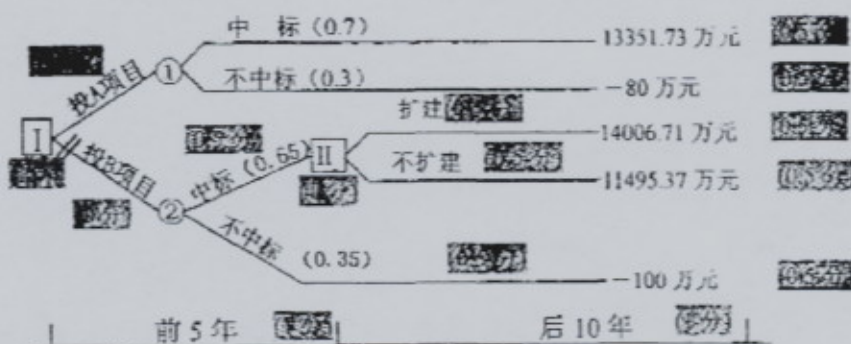 中 标（0.7）
13351.73 万元
投A项目
①
不中标（0.3）
－80 万元
扩建
Ⅰ
14006.71 万元
投B项目
中标（0.65）
Ⅱ
不扩建
11495.37 万元
②
不中标（0.35）
－100 万元
前 5 年
后 10 年